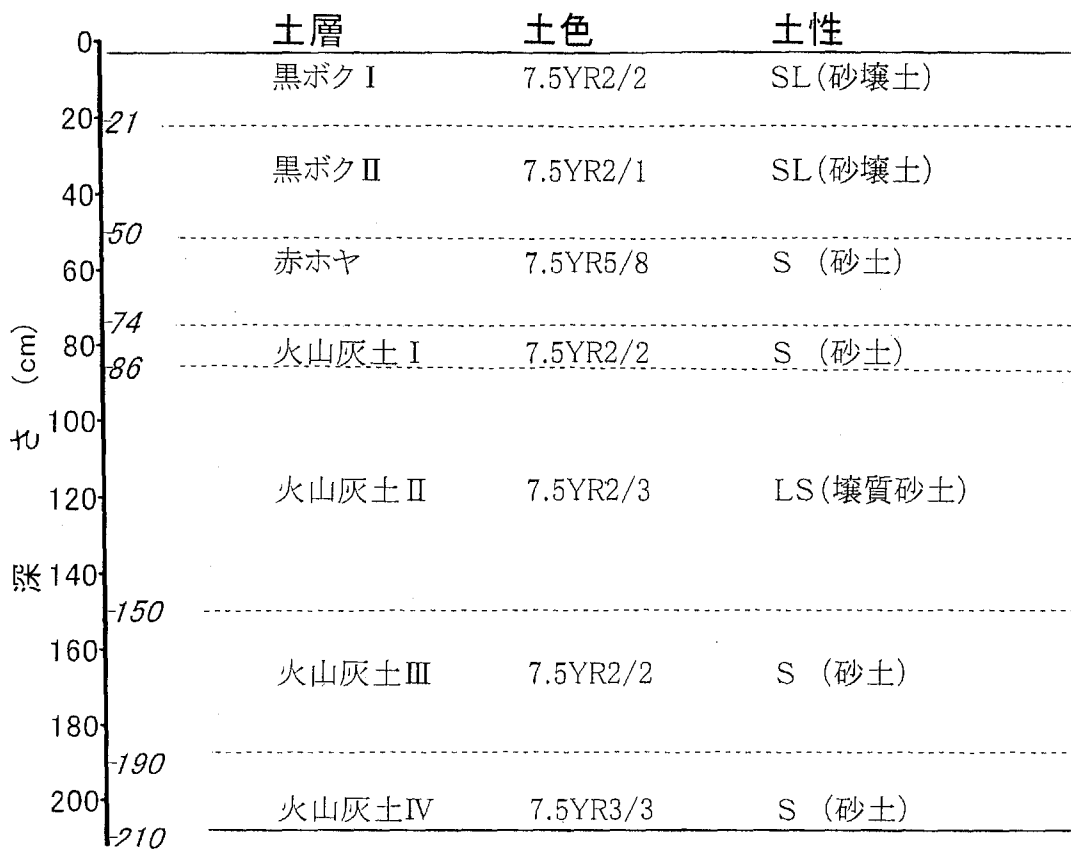 土層 土色 土性
0
黒ボクⅠ 7.5YR2/2 SL(砂壌土)
20
21
黒ボクⅡ 7.5YR2/1 SL(砂壌土)
40
50
赤ホヤ 7.5YR5/8 S (砂土)
60
74
火山灰土Ⅰ 7.5YR2/2 S (砂土)
80
86
100
火山灰土Ⅱ 7.5YR2/3 LS(壌質砂土)
120
140
150
160
火山灰土Ⅲ 7.5YR2/2 S (砂土)
180
190
200
火山灰土Ⅳ 7.5YR3/3 S (砂土)
210
深さ(cm)